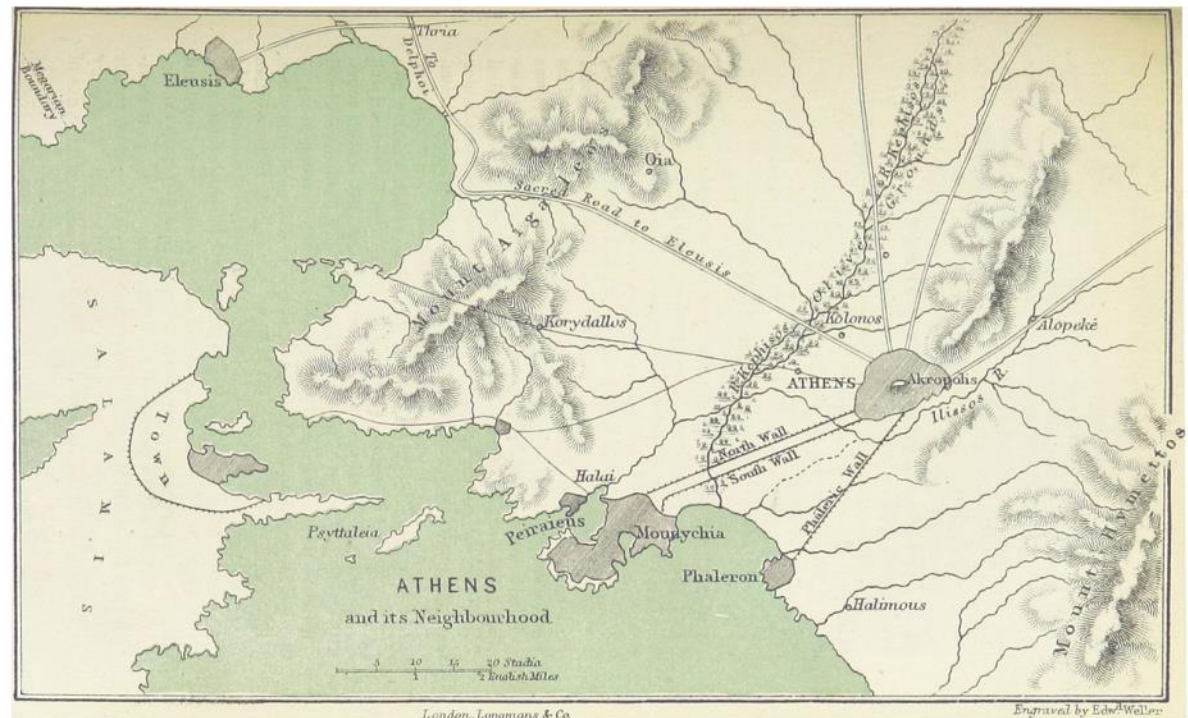 Megarian
Boundary
Eleusis
Thria
To
Delphoi
Oia
Sacred Road to Eleusis
Mount Aigaleos
Korydallos
R. Kephisos
Olive Grounds
R. Kephisos
Kolonos
Alopekê
ATHENS
Akropolis
Ilissos R.
North Wall
South Wall
Phaleric Wall
SALAMIS
Town
Halai
Psyttaleia
Peiraieus
Mounychia
Phaleron
Halimous
Mount Hymettos
ATHENS
and its Neighbourhood
5 10 15 20 Stadia
1 2 English Miles
London, Longmans & Co.
Engraved by Edwd. Weller